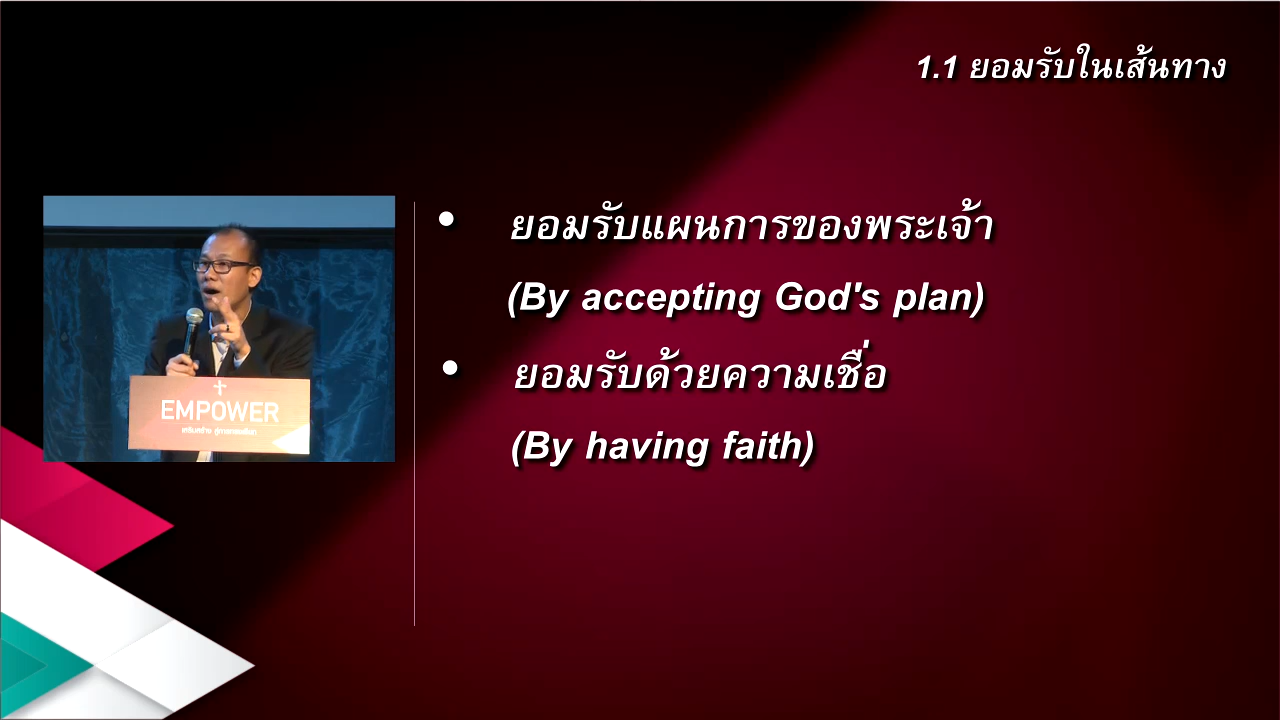 1.1 ยอมรับในเส้นทาง
• ยอมรับแผนการของพระเจ้า
(By accepting God's plan)
• ยอมรับด้วยความเชื่อ
(By having faith)
EMPOWER